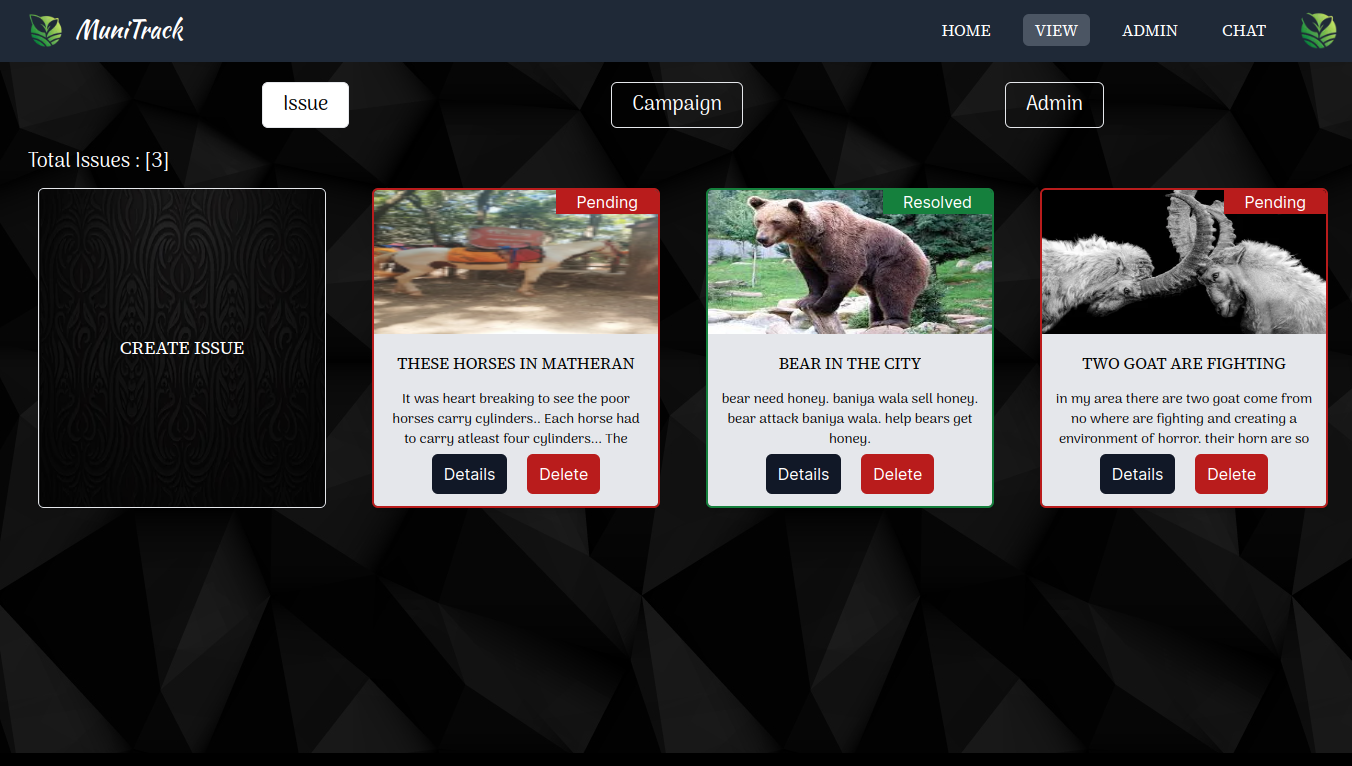 MuniTrack
HOME
VIEW
ADMIN
CHAT
Issue
Campaign
Admin
Total Issues : [3]
CREATE ISSUE
Pending
THESE HORSES IN MATHERAN
It was heart breaking to see the poor
horses carry cylinders.. Each horse had
to carry atleast four cylinders... The
Details
Delete
Resolved
BEAR IN THE CITY
bear need honey. baniya wala sell honey.
bear attack baniya wala. help bears get
honey.
Details
Delete
Pending
TWO GOAT ARE FIGHTING
in my area there are two goat come from
no where are fighting and creating a
environment of horror. their horn are so
Details
Delete